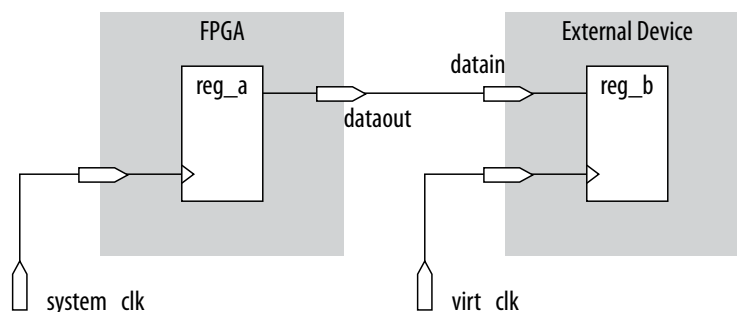 FPGA
External Device
datain
reg_a
reg_b
dataout
system_clk
virt_clk